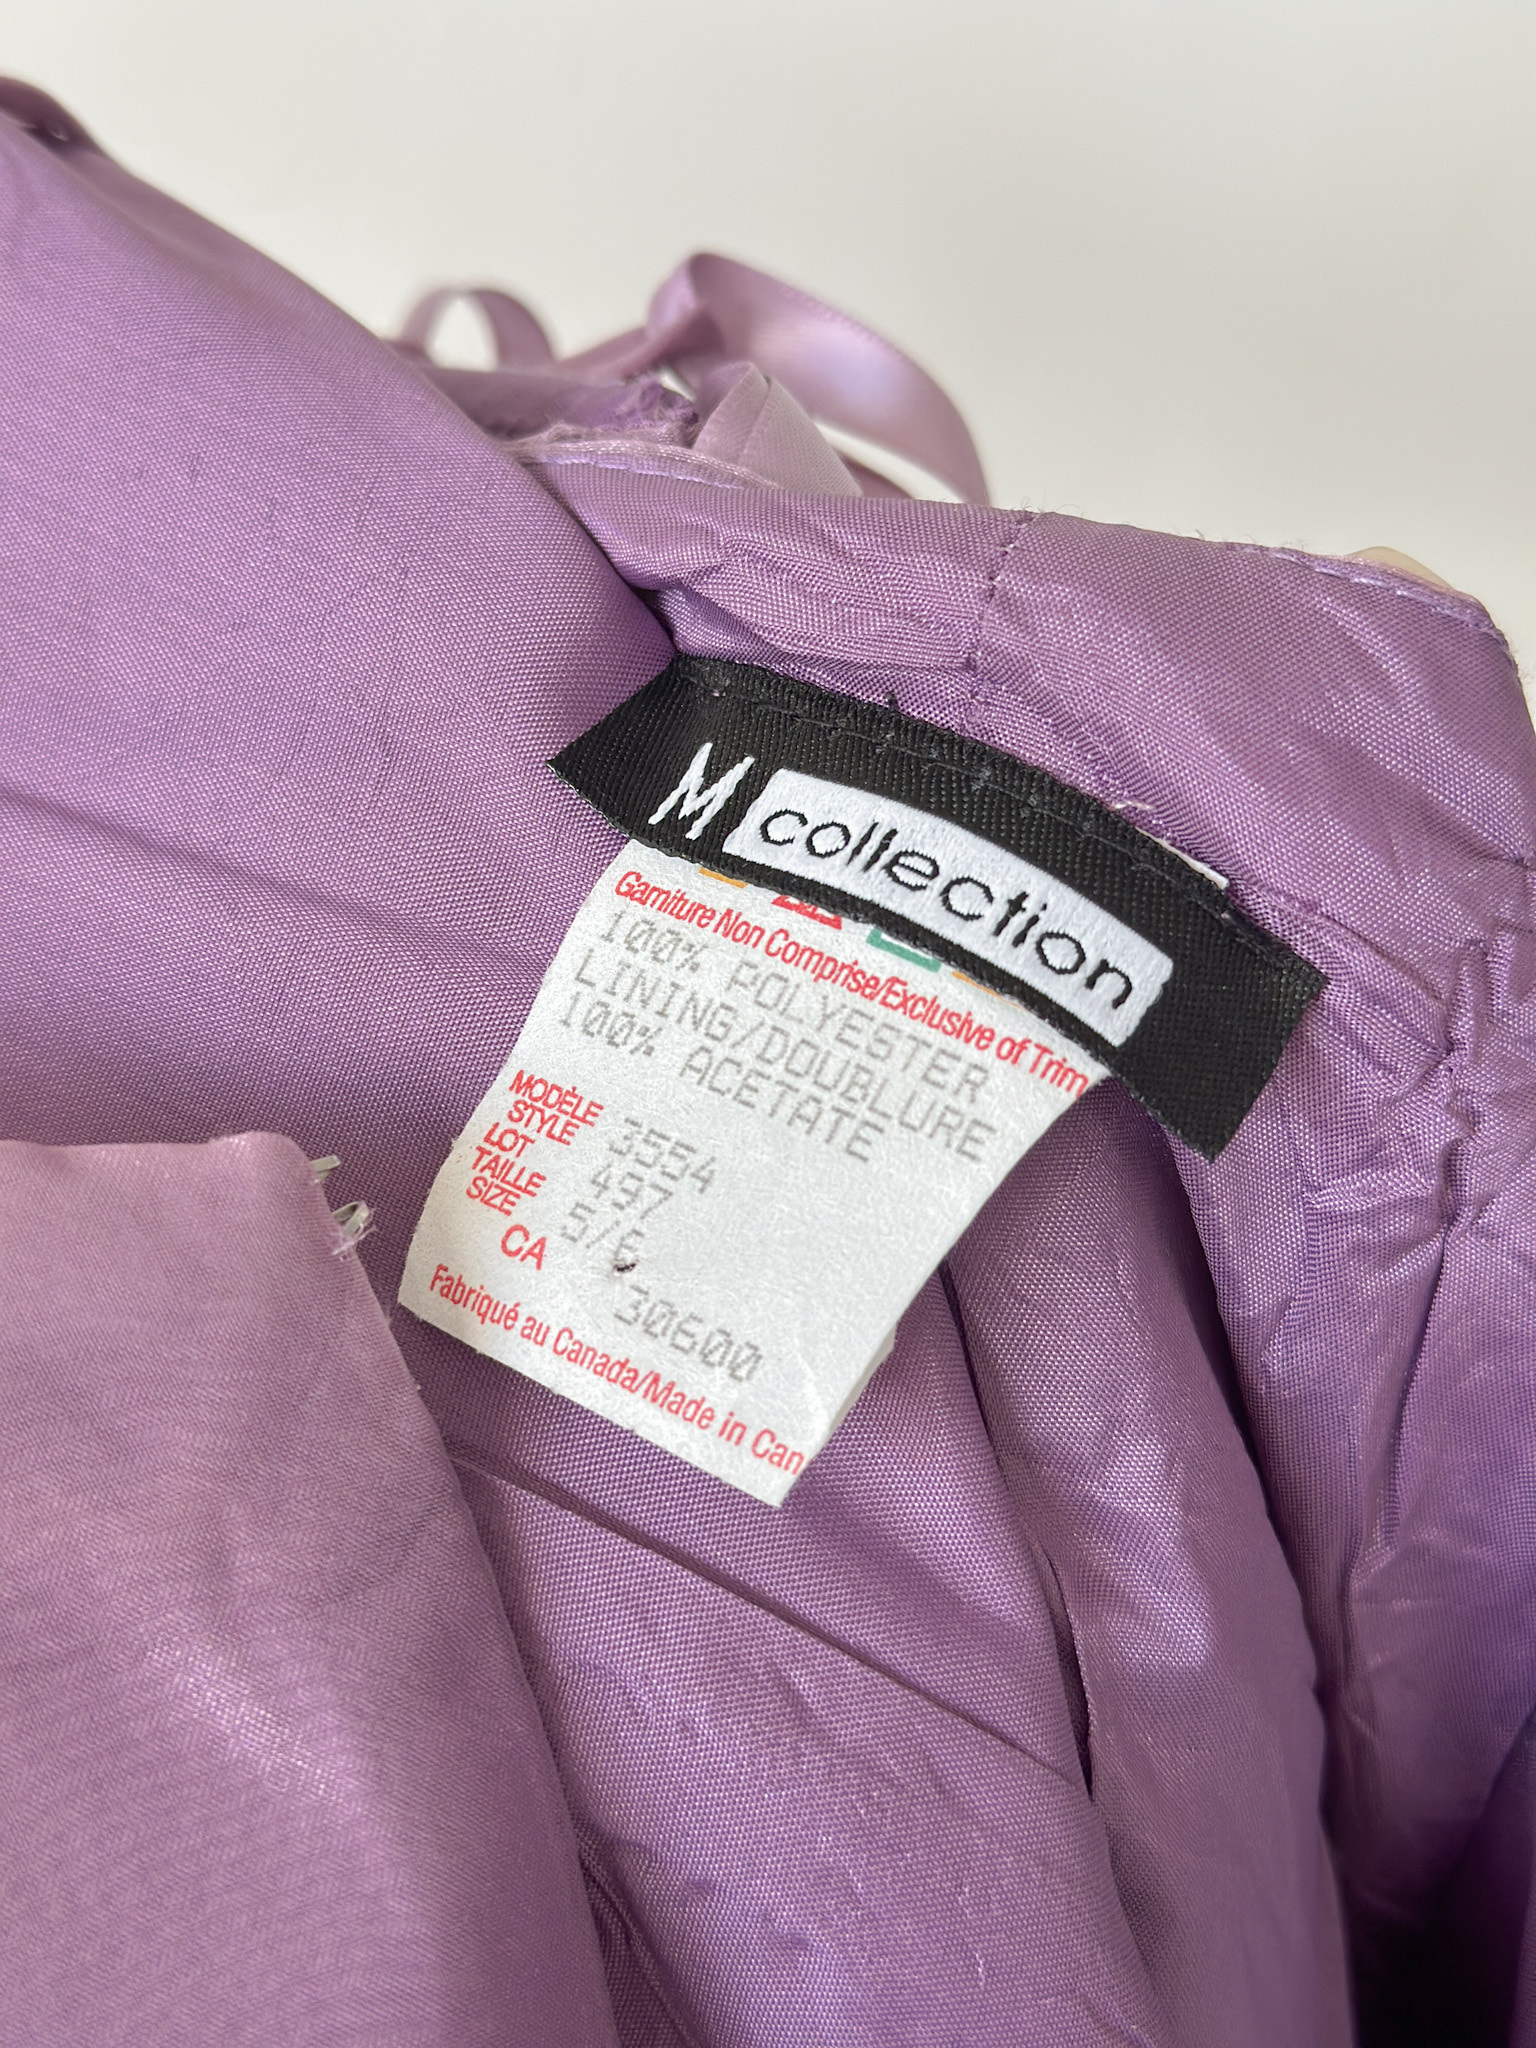 M collection
Garniture Non Comprise/Exclusive of Trim
100% POLYESTER
LINING/DOUBLURE
100% ACETATE
MODÈLE
STYLE 3554
LOT 497
TAILLE
SIZE 5/6
CA 30600
Fabriqué au Canada/Made in Can